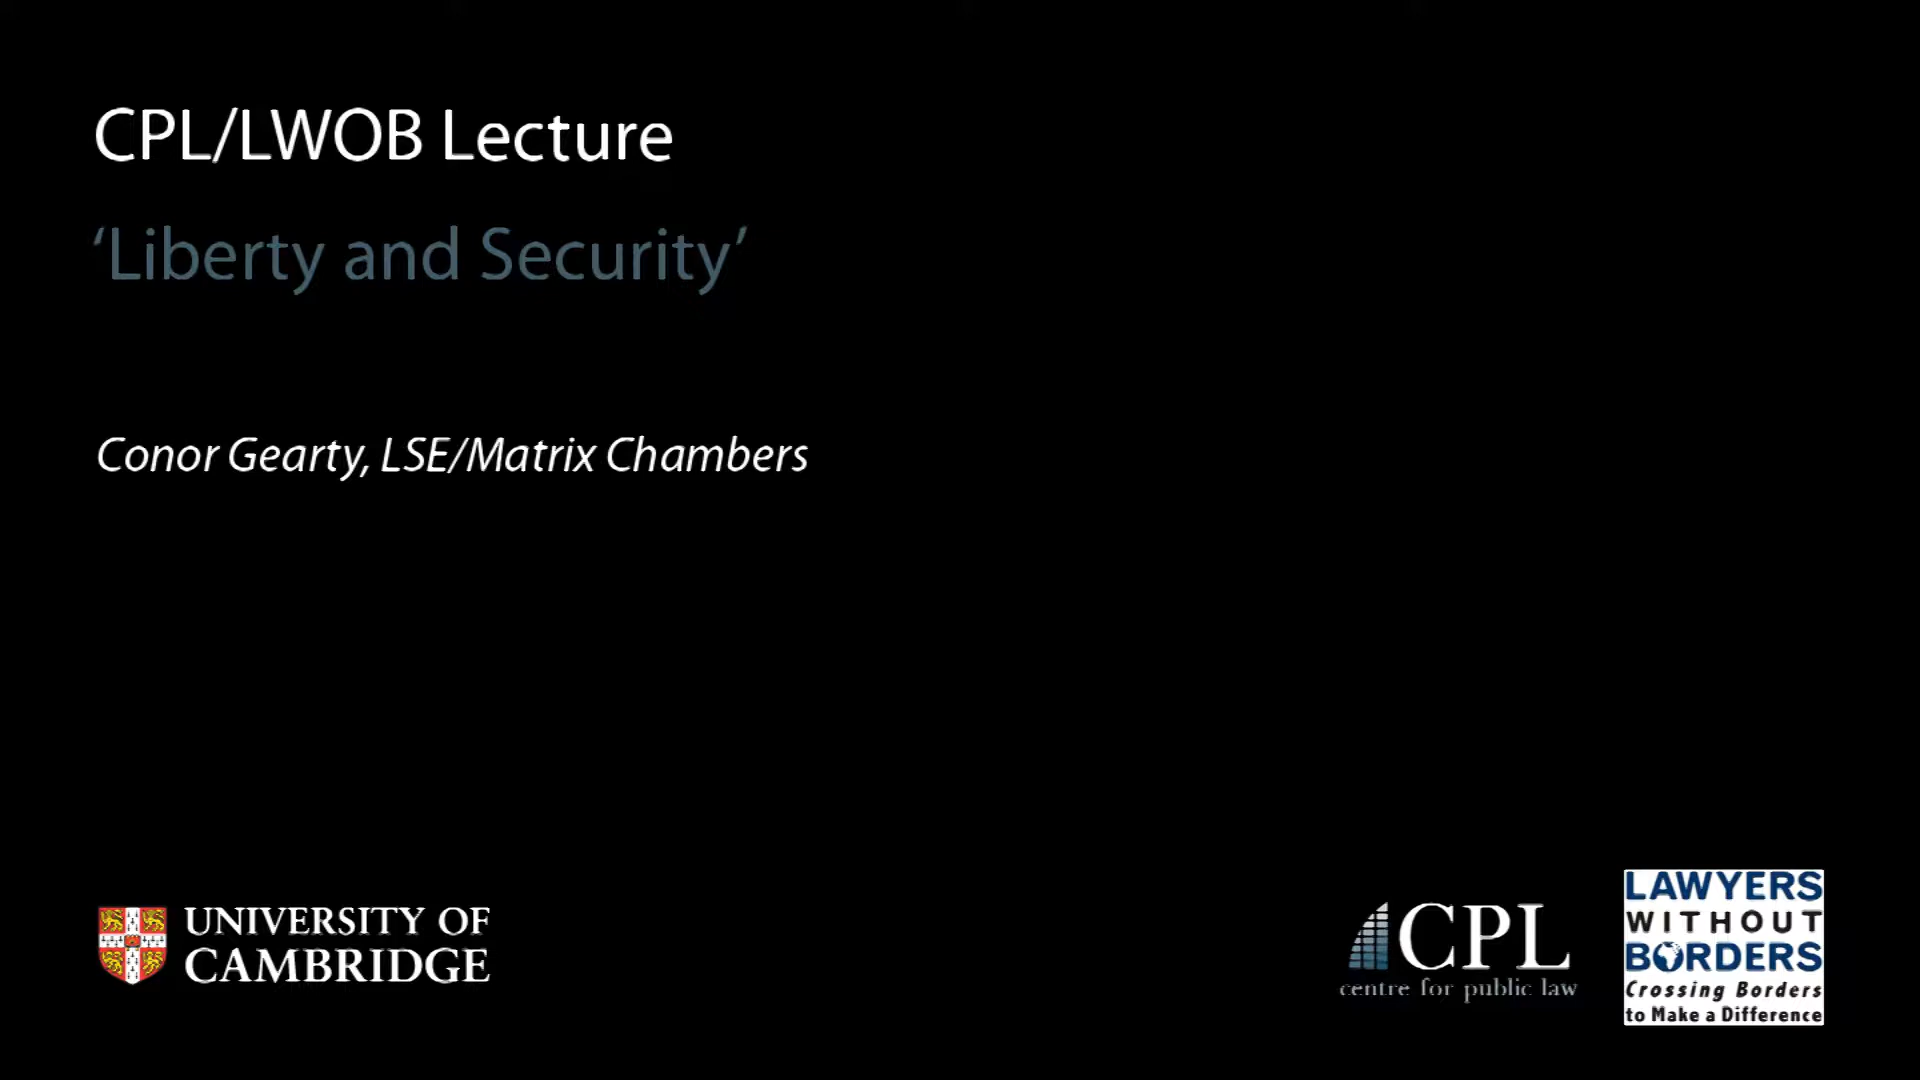 CPL/LWOB Lecture
‘Liberty and Security’
Conor Gearty, LSE/Matrix Chambers
UNIVERSITY OF
CAMBRIDGE
CPL
centre for public law
LAWYERS
WITHOUT
BORDERS
Crossing Borders
to Make a Difference